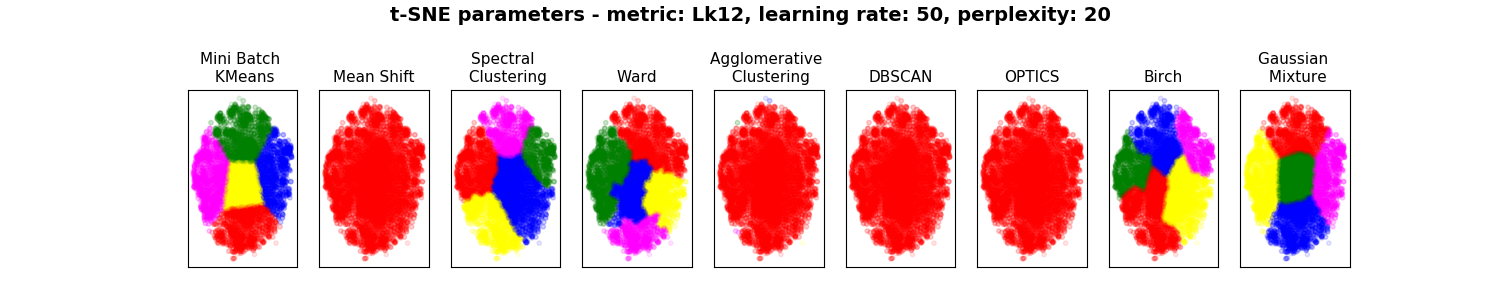 t-SNE parameters - metric: Lk12, learning rate: 50, perplexity: 20
Mini Batch
KMeans
Mean Shift
Spectral
Clustering
Ward
Agglomerative
Clustering
DBSCAN
OPTICS
Birch
Gaussian
Mixture